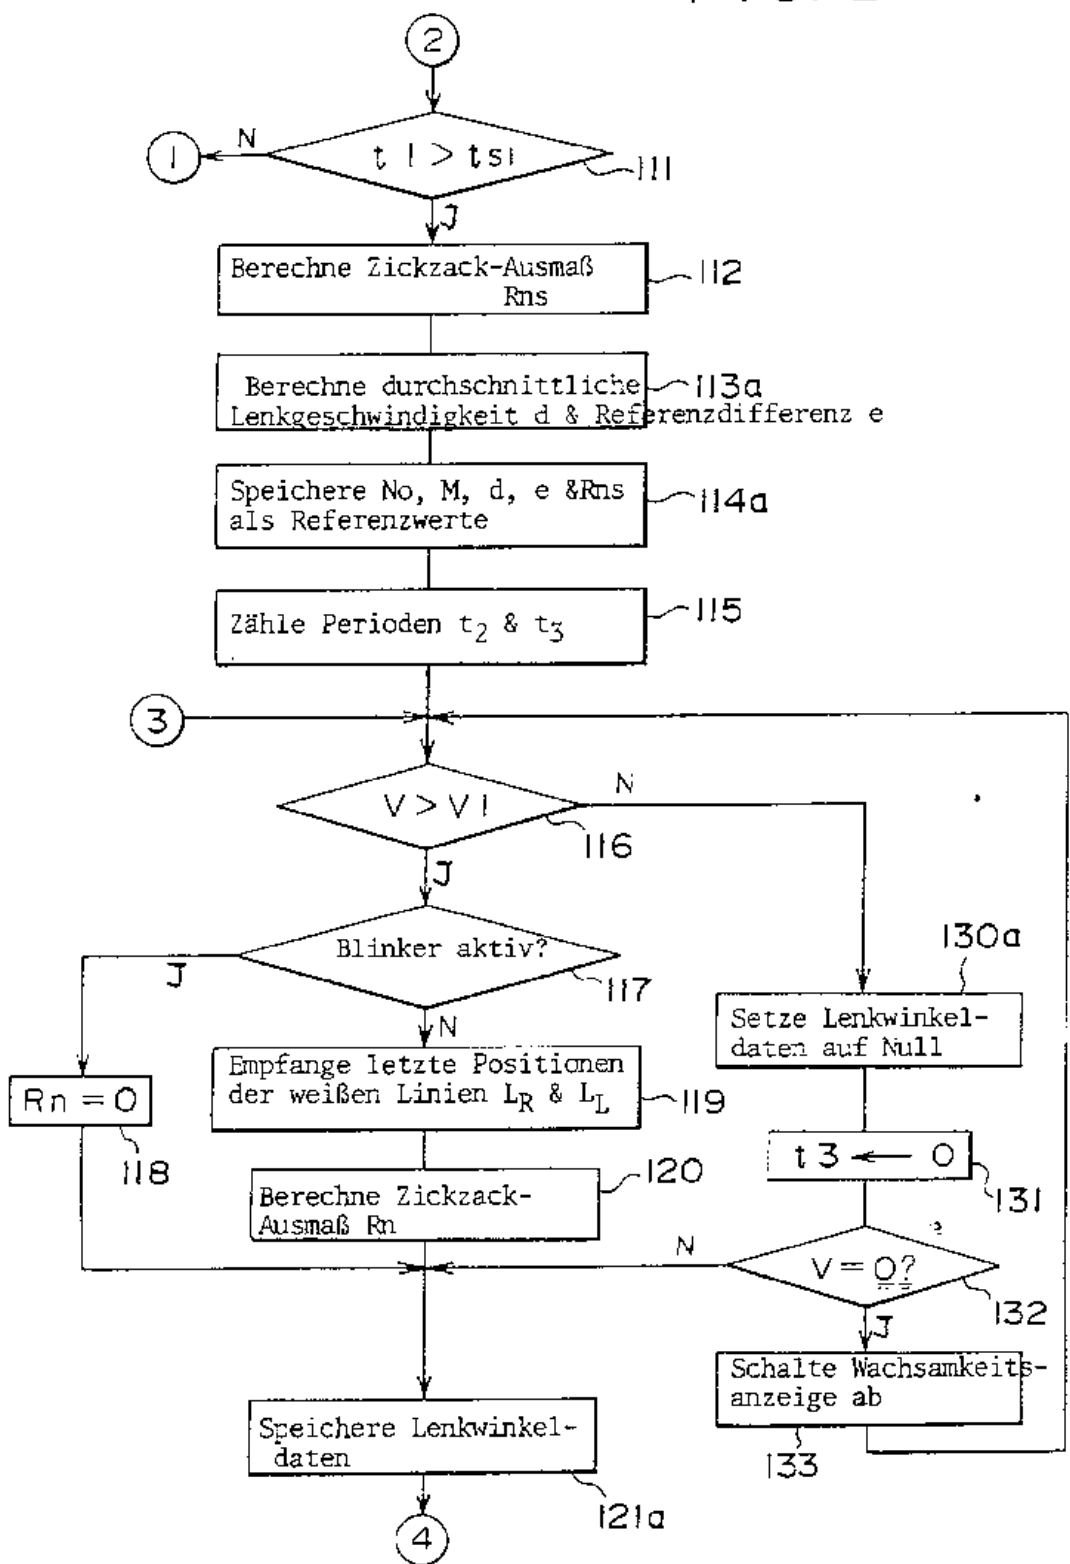 2
N
1
t1 > ts1
111
J
Berechne Zickzack-Ausmaß
Rns
112
Berechne durchschnittliche
Lenkgeschwindigkeit d & Referenzdifferenz e
113a
Speichere No, M, d, e &Rns
als Referenzwerte
114a
Zähle Perioden t2 & t3
115
3
V > V1
N
116
J
Blinker aktiv?
J
117
N
130a
Setze Lenkwinkel-
daten auf Null
Empfange letzte Positionen
der weißen Linien LR & LL
119
Rn = 0
118
t3 ← 0
131
Berechne Zickzack-
Ausmaß Rn
120
N
V = 0?
132
J
Schalte Wachsamkeits-
anzeige ab
133
Speichere Lenkwinkel-
daten
121a
4